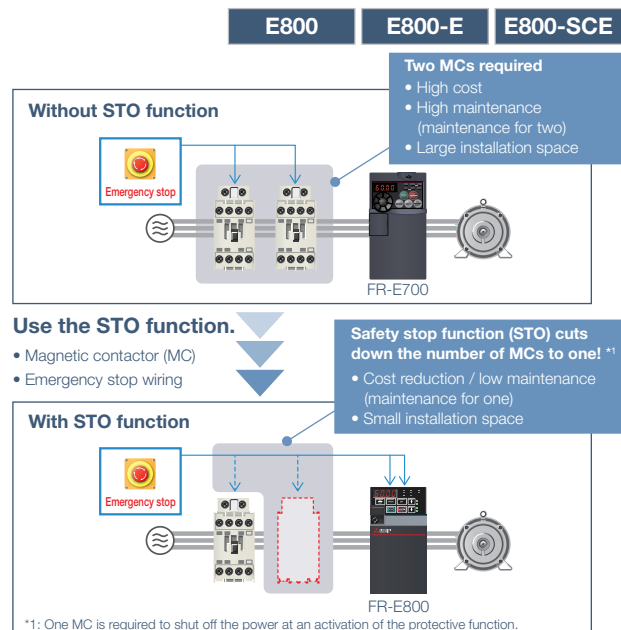 E800
E800-E
E800-SCE
Two MCs required
• High cost
• High maintenance
(maintenance for two)
• Large installation space
Without STO function
Emergency stop
FR-E700
Use the STO function.
• Magnetic contactor (MC)
• Emergency stop wiring
Safety stop function (STO) cuts
down the number of MCs to one! *1
• Cost reduction / low maintenance
(maintenance for one)
• Small installation space
With STO function
Emergency stop
FR-E800
*1: One MC is required to shut off the power at an activation of the protective function.